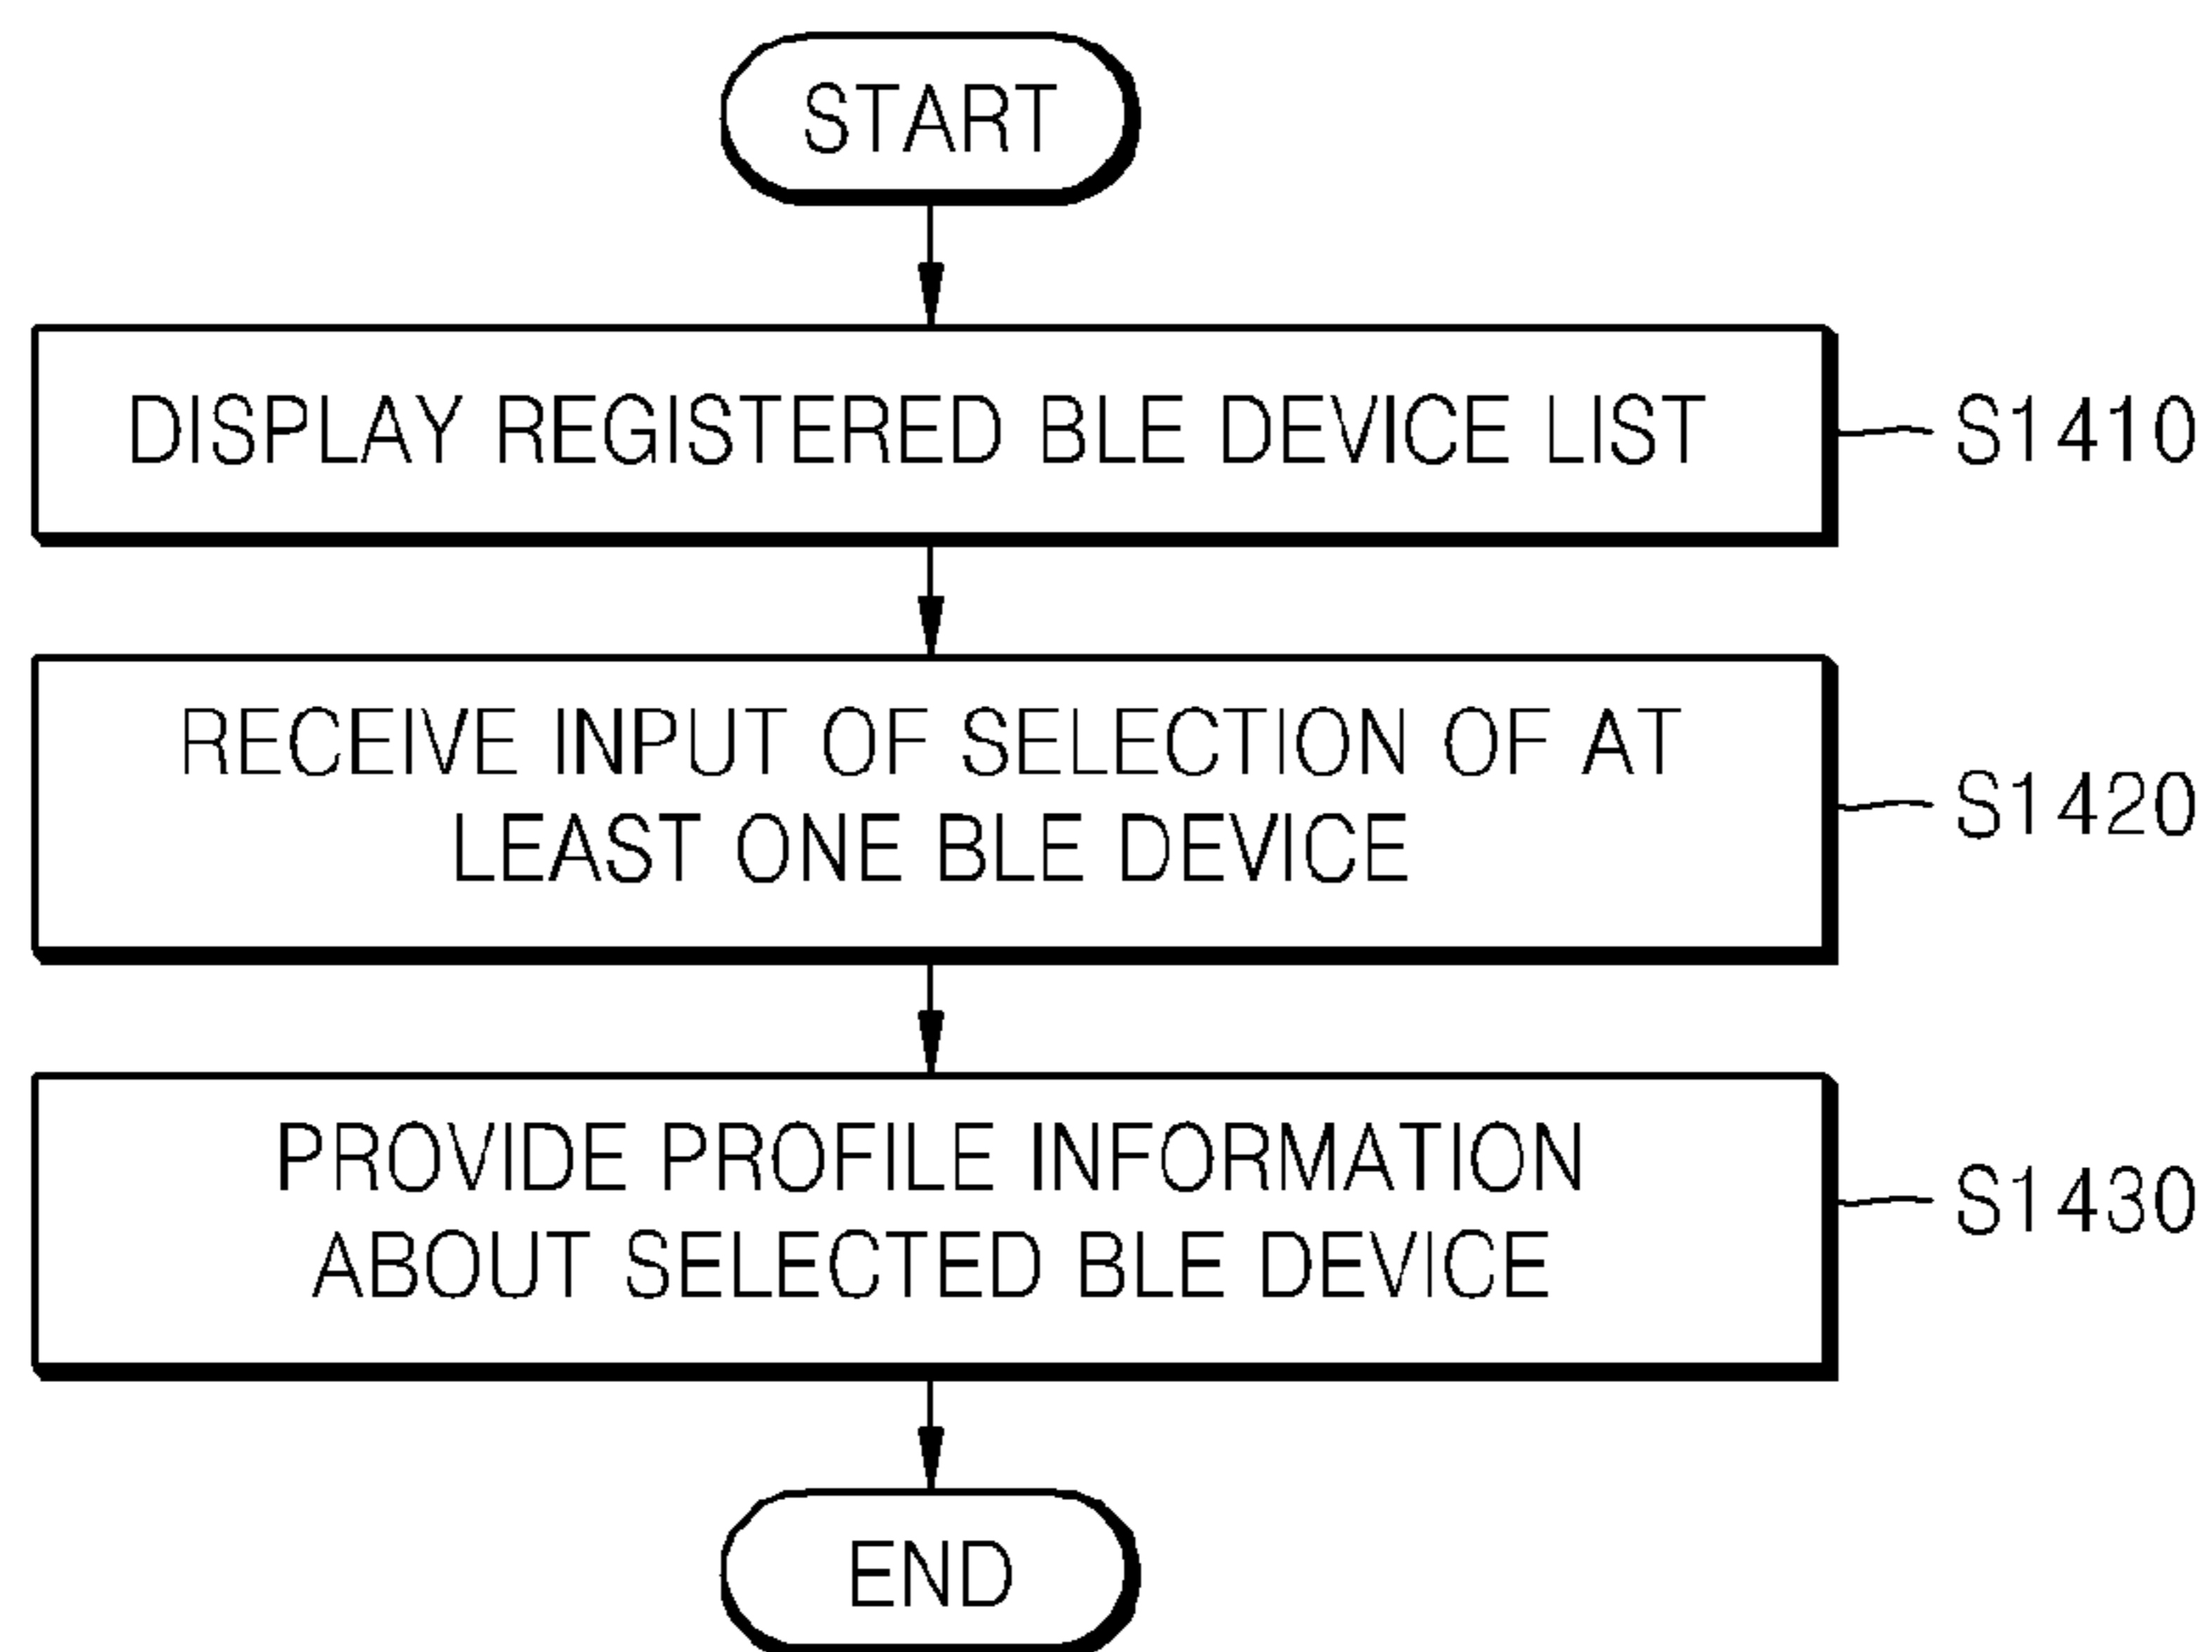 START
DISPLAY REGISTERED BLE DEVICE LIST
S1410
RECEIVE INPUT OF SELECTION OF AT
LEAST ONE BLE DEVICE
S1420
PROVIDE PROFILE INFORMATION
ABOUT SELECTED BLE DEVICE
S1430
END